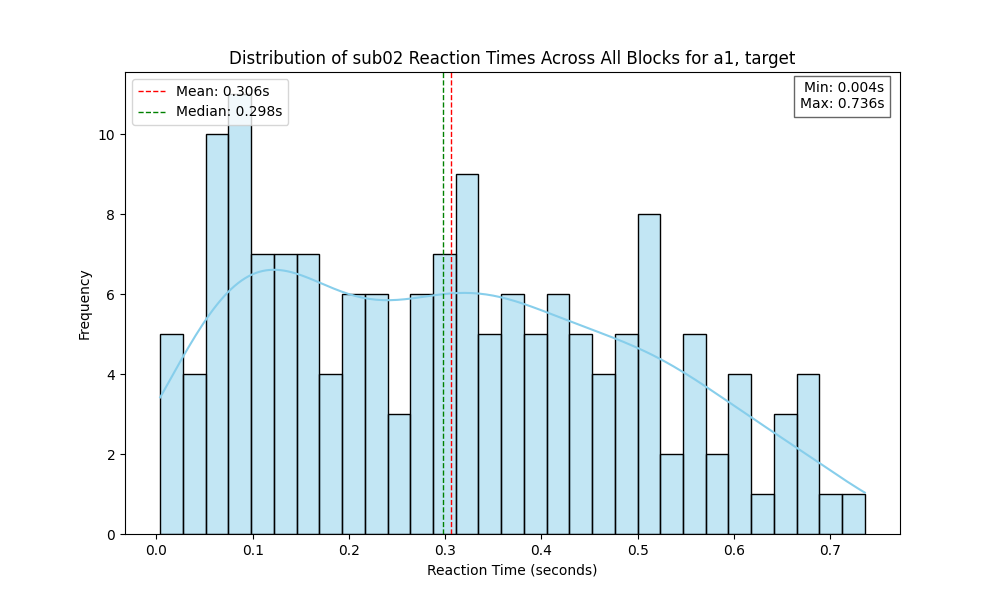 Distribution of sub02 Reaction Times Across All Blocks for a1, target
Mean: 0.306s
Median: 0.298s
Min: 0.004s
Max: 0.736s
Frequency
10
8
6
4
2
0
0.0 0.1 0.2 0.3 0.4 0.5 0.6 0.7
Reaction Time (seconds)